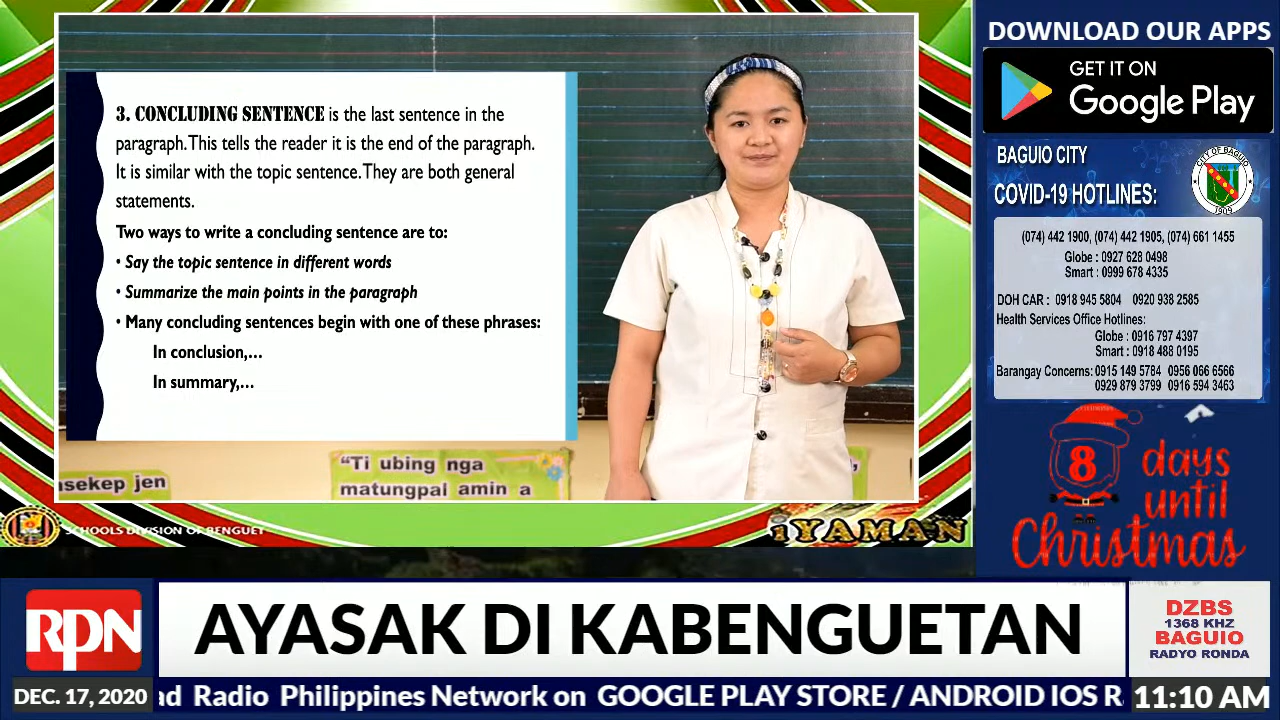 3. CONCLUDING SENTENCE is the last sentence in the
paragraph. This tells the reader it is the end of the paragraph.
It is similar with the topic sentence. They are both general
statements.
Two ways to write a concluding sentence are to:
• Say the topic sentence in different words
• Summarize the main points in the paragraph
• Many concluding sentences begin with one of these phrases:
In conclusion,...
In summary,...
"Ti ubing nga
matungpal amin a
asekep jen
SCHOOLS DIVISION OF BENGUET
iYAMAN
DOWNLOAD OUR APPS
GET IT ON
Google Play
BAGUIO CITY
COVID-19 HOTLINES:
CITY OF BAGUIO
1909
(074) 442 1900, (074) 442 1905, (074) 661 1455
Globe : 0927 628 0498
Smart : 0999 678 4335
DOH CAR : 0918 945 5804 0920 938 2585
Health Services Office Hotlines:
Globe : 0916 797 4397
Smart : 0918 488 0195
Barangay Concerns: 0915 149 5784 0956 066 6566
0929 879 3799 0916 594 3463
8 days
until
Christmas
RPN
AYASAK DI KABENGUETAN
DZBS
1368 KHZ
BAGUIO
RADYO RONDA
DEC. 17, 2020
ad Radio Philippines Network on GOOGLE PLAY STORE / ANDROID IOS R
11:10 AM